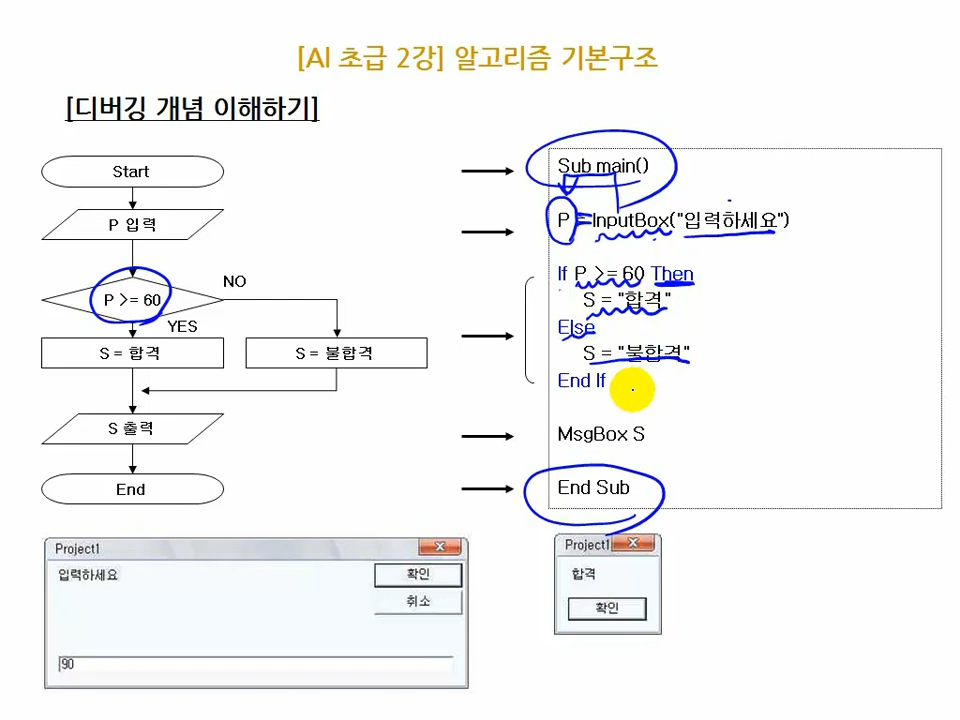 [AI 초급 2강] 알고리즘 기본구조
[디버깅 개념 이해하기]
Start
P 입력
P >= 60
NO
YES
S = 합격
S = 불합격
S 출력
End
Sub main()
P = InputBox("입력하세요")
If P >= 60 Then
S = "합격"
Else
S = "불합격"
End If
MsgBox S
End Sub
Project1
입력하세요
확인
취소
90
Project1
합격
확인